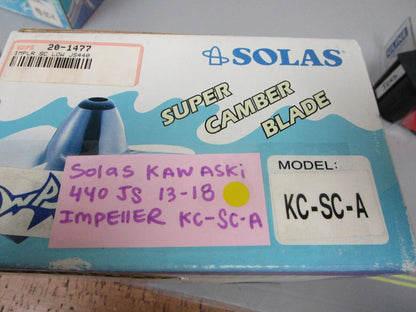 20-1477
IMPLR SC LOW JS440
SOLAS
SUPER
CAMBER
BLADE
Solas KAWASKi
440 JS 13-18
IMPEller KC-SC-A
MODEL:
KC-SC-A
WP